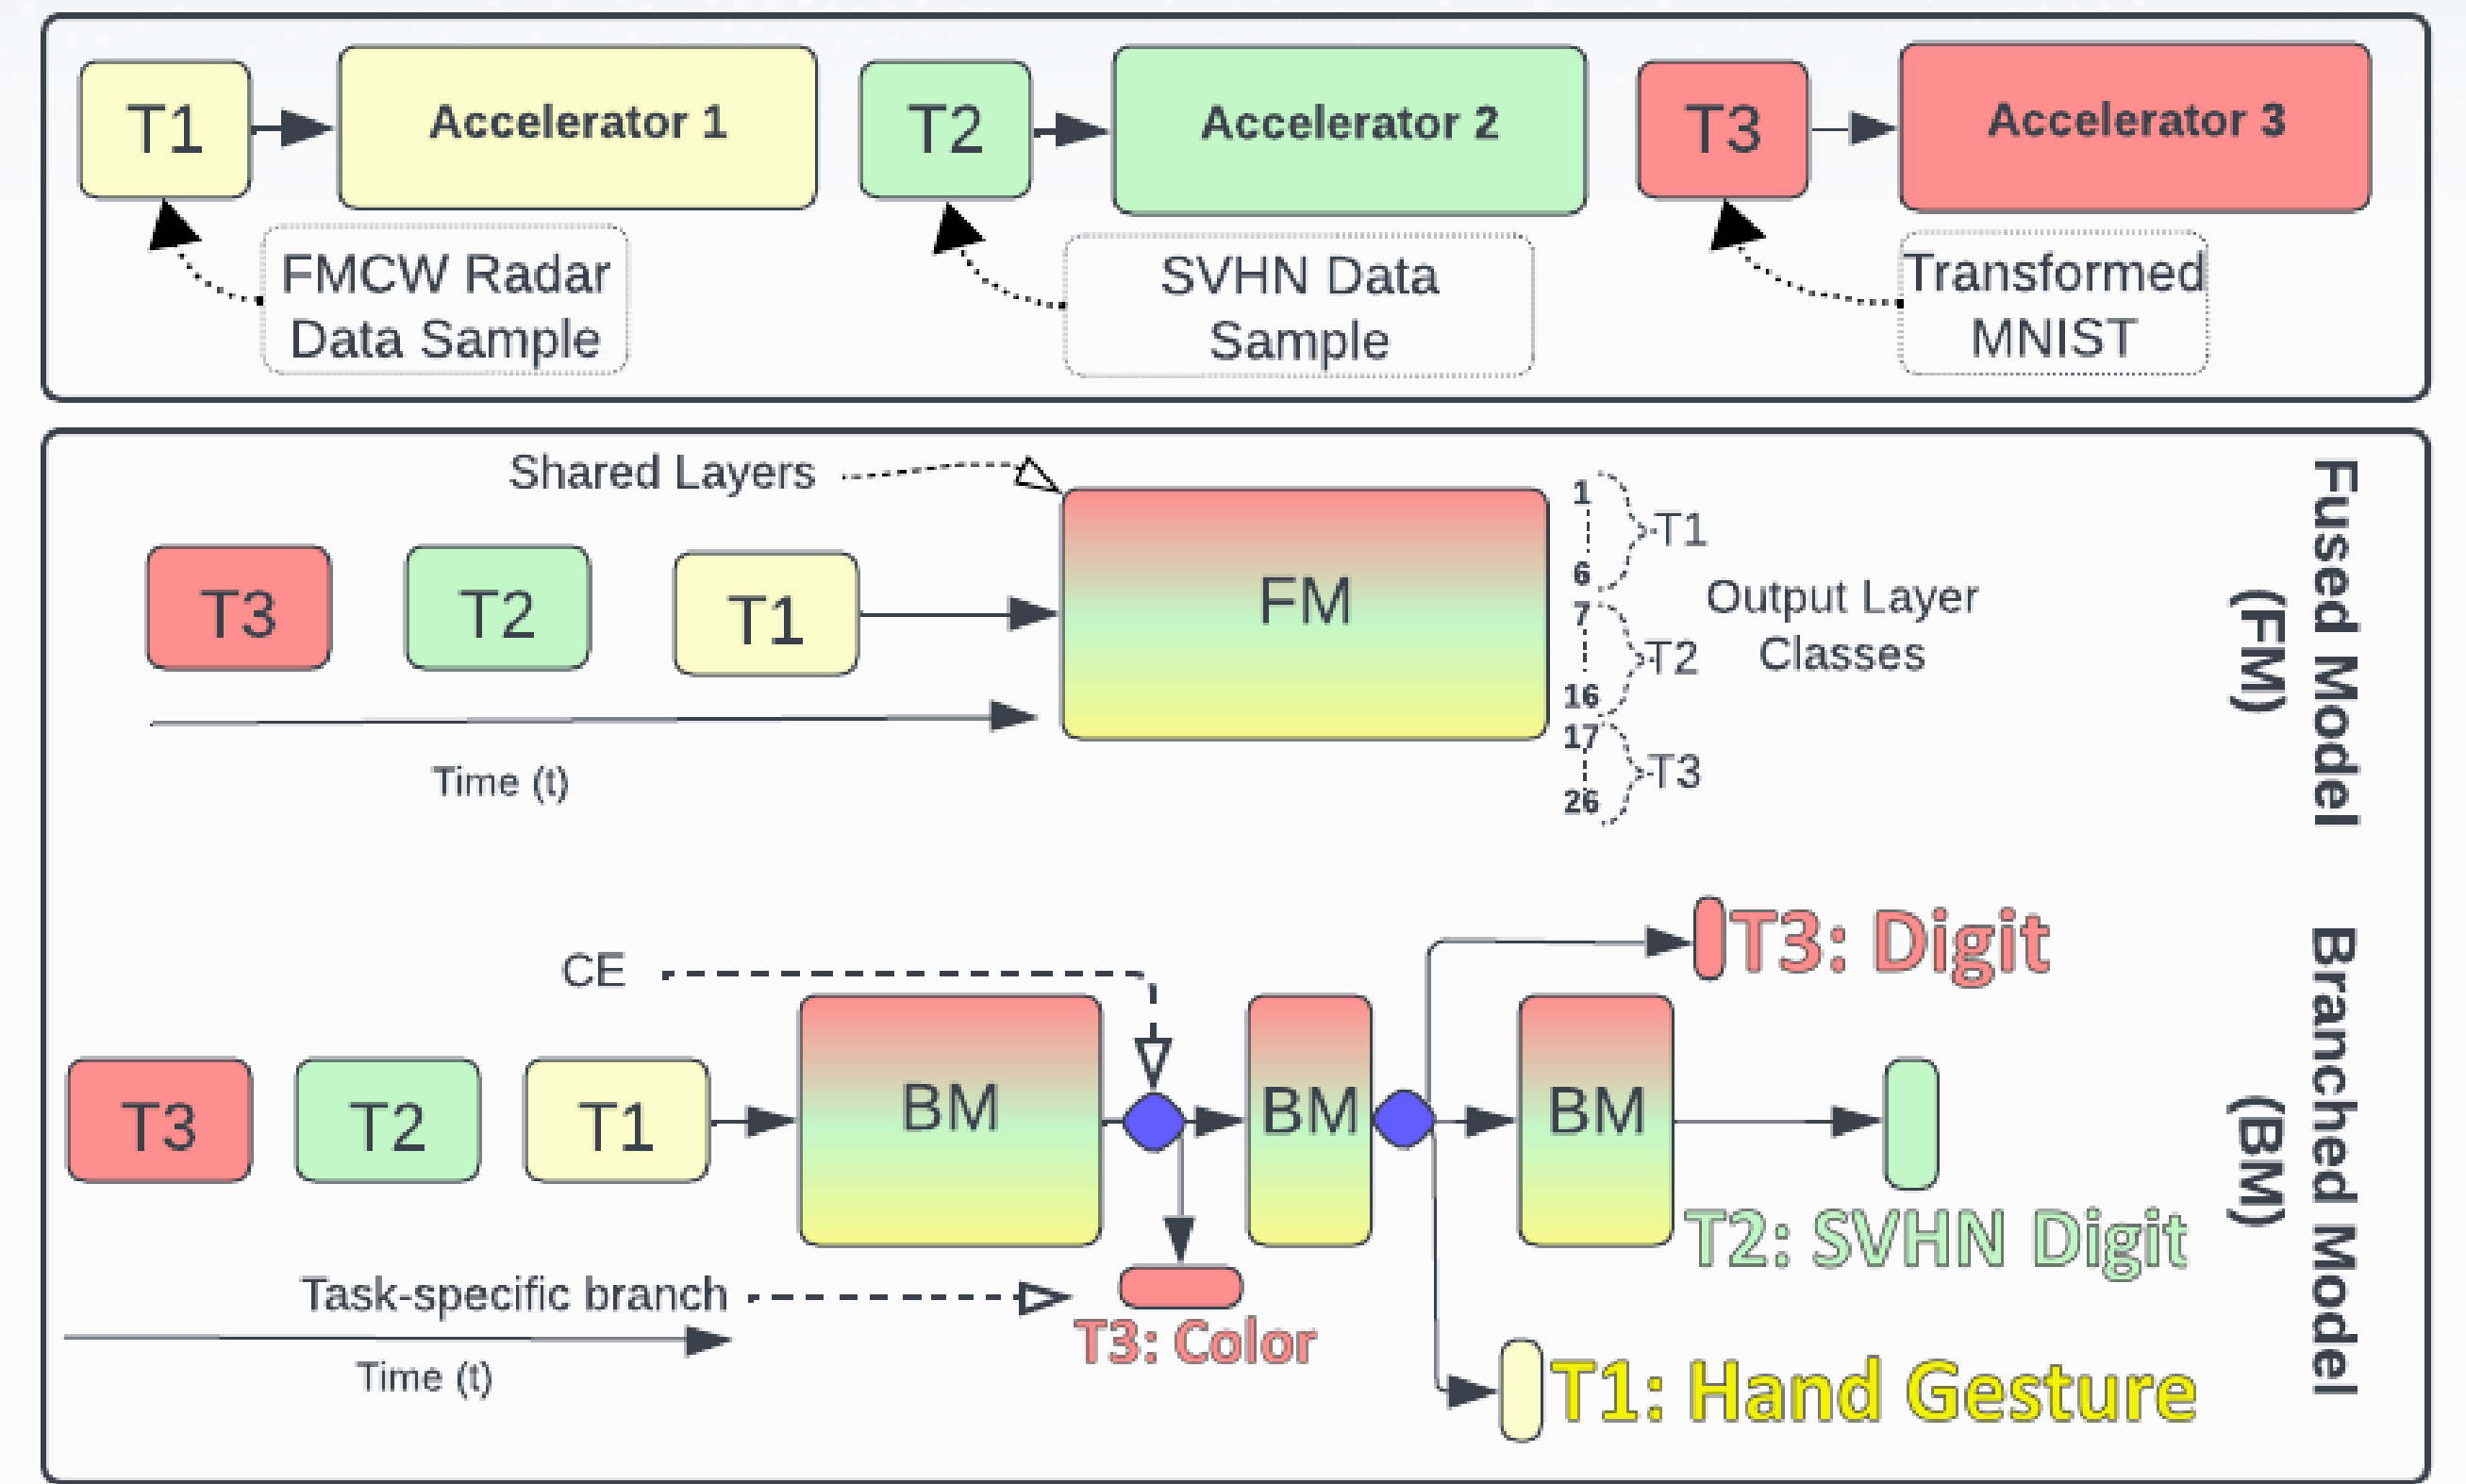 T1
Accelerator 1
T2
Accelerator 2
T3
Accelerator 3
FMCW Radar
Data Sample
SVHN Data
Sample
Transformed
MNIST
Shared Layers
T3
T2
T1
FM
1
6
7
16
17
26
T1
T2
T3
Output Layer
Classes
Time (t)
Fused Model
(FM)
CE
T3
T2
T1
BM
BM
BM
T3: Digit
T2: SVHN Digit
Task-specific branch
T3: Color
Time (t)
T1: Hand Gesture
Branched Model
(BM)